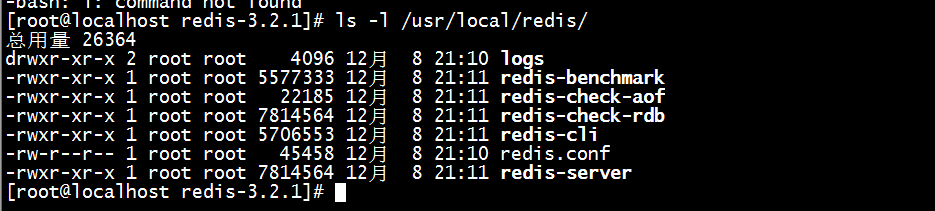 -bash: l: command not found
[root@localhost redis-3.2.1]# ls -l /usr/local/redis/
总用量 26364
drwxr-xr-x 2 root root    4096 12月  8 21:10 logs
-rwxr-xr-x 1 root root 5577333 12月  8 21:11 redis-benchmark
-rwxr-xr-x 1 root root   22185 12月  8 21:11 redis-check-aof
-rwxr-xr-x 1 root root 7814564 12月  8 21:11 redis-check-rdb
-rwxr-xr-x 1 root root 5706553 12月  8 21:11 redis-cli
-rw-r--r-- 1 root root   45458 12月  8 21:10 redis.conf
-rwxr-xr-x 1 root root 7814564 12月  8 21:11 redis-server
[root@localhost redis-3.2.1]#